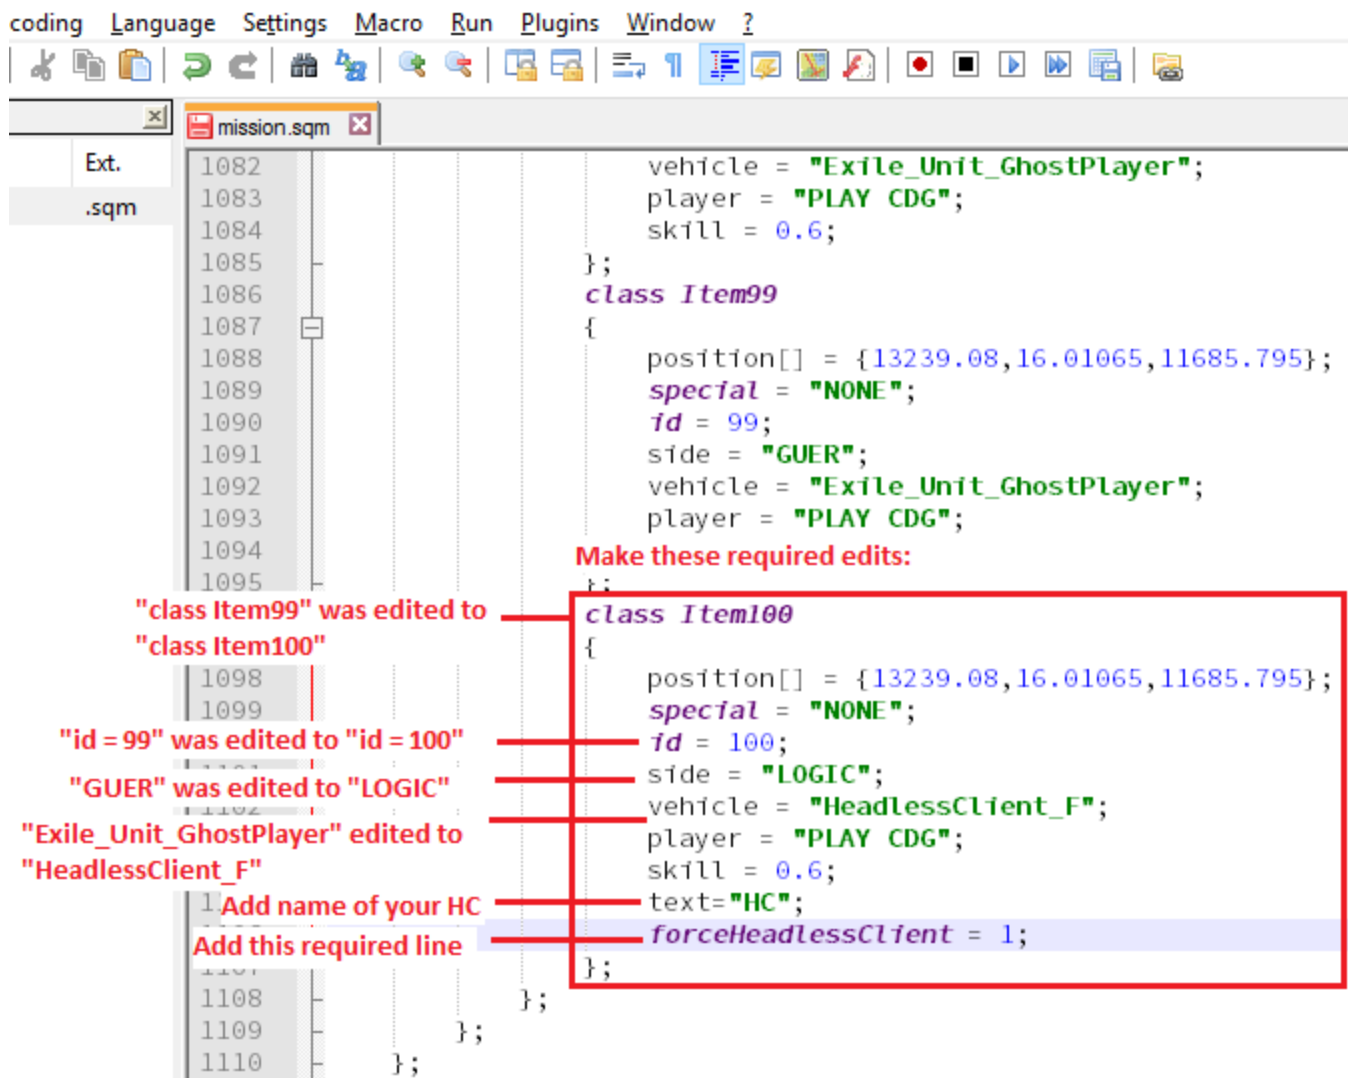 coding Language Settings Macro Run Plugins Window ?
mission.sqm
Ext.
.sqm
1082 vehicle = "Exile_Unit_GhostPlayer";
1083 player = "PLAY CDG";
1084 skill = 0.6;
1085 };
1086 class Item99
1087 {
1088 position[] = {13239.08,16.01065,11685.795};
1089 special = "NONE";
1090 id = 99;
1091 side = "GUER";
1092 vehicle = "Exile_Unit_GhostPlayer";
1093 player = "PLAY CDG";
1094
Make these required edits:
1095 };
"class Item99" was edited to
"class Item100"
class Item100
{
1098 position[] = {13239.08,16.01065,11685.795};
1099 special = "NONE";
"id = 99" was edited to "id = 100"
id = 100;
"GUER" was edited to "LOGIC"
side = "LOGIC";
1102 vehicle = "HeadlessClient_F";
"Exile_Unit_GhostPlayer" edited to
"HeadlessClient_F"
player = "PLAY CDG";
skill = 0.6;
Add name of your HC
text="HC";
Add this required line
forceHeadlessClient = 1;
1107 };
1108 };
1109 };
1110 };